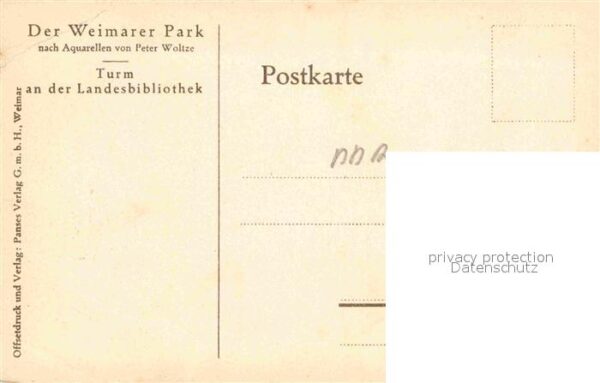 Der Weimarer Park
nach Aquarellen von Peter Woltze
Turm
an der Landesbibliothek
Offsetdruck und Verlag: Panses Verlag G. m. b. H., Weimar
Postkarte
privacy protection
Datenschutz